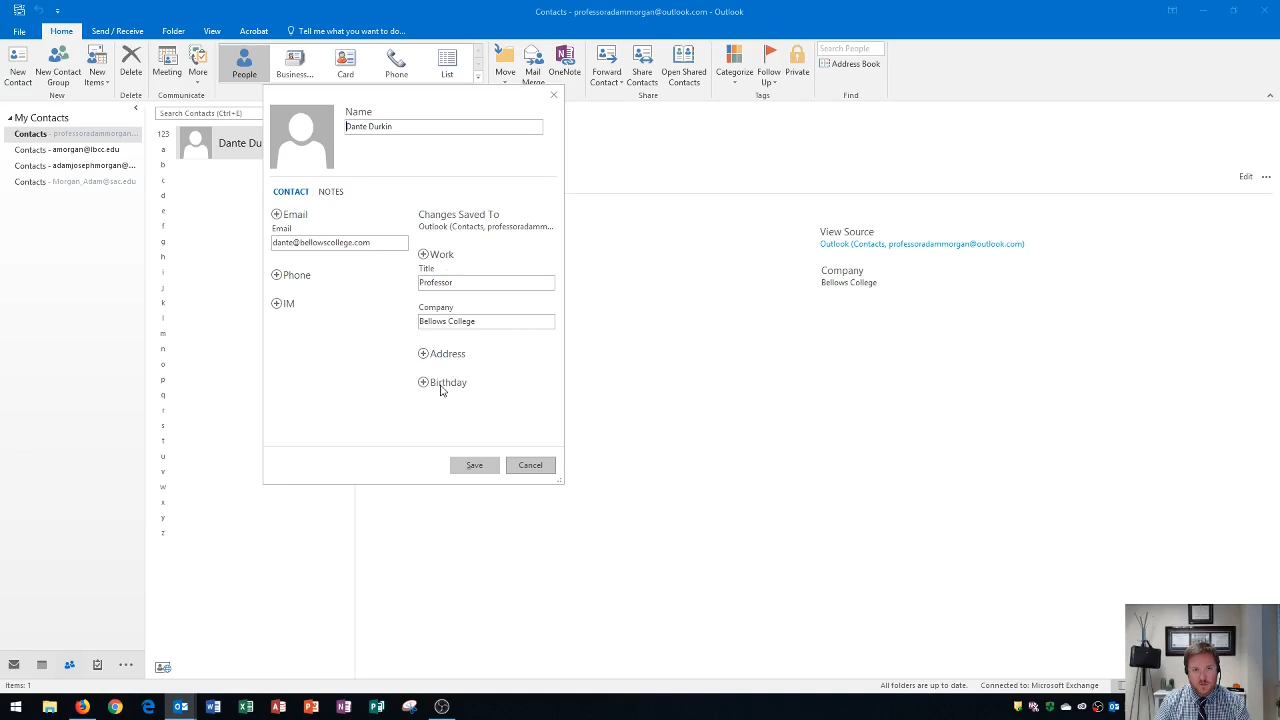 Contacts - professoradammorgan@outlook.com - Outlook
File
Home
Send / Receive
Folder
View
Acrobat
Tell me what you want to do...
New Contact
New Contact Group
New Items
Delete
Meeting
More
People
Business...
Card
Phone
List
Move
Mail Merge
OneNote
Forward Contact
Share Contacts
Open Shared Contacts
Categorize
Follow Up
Private
Search People
Address Book
New
Delete
Communicate
Share
Tags
Find
My Contacts
Contacts - professoradammorgan...
Contacts - amorgan@lbcc.edu
Contacts - adamjosephmorgan@...
Contacts - Morgan_Adam@sac.edu
Search Contacts (Ctrl+E)
123
a
b
c
d
e
f
g
h
i
j
k
l
m
n
o
p
q
r
s
t
u
v
w
x
y
z
Dante Du
Name
Dante Durkin
CONTACT
NOTES
Email
Email
dante@bellowscollege.com
Phone
IM
Changes Saved To
Outlook (Contacts, professoradamm...
Work
Title
Professor
Company
Bellows College
Address
Birthday
Save
Cancel
Edit
...
View Source
Outlook (Contacts, professoradammorgan@outlook.com)
Company
Bellows College
Items: 1
All folders are up to date.
Connected to: Microsoft Exchange